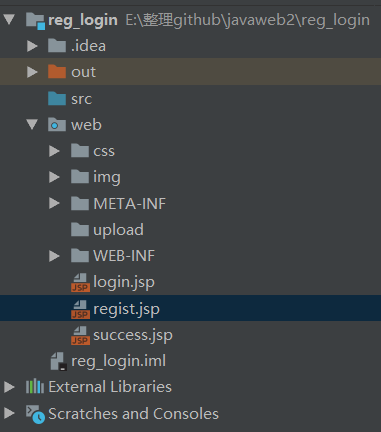 reg_login E:\整理github\javaweb2\reg_login
.idea
out
src
web
css
img
META-INF
upload
WEB-INF
JSP login.jsp
JSP regist.jsp
JSP success.jsp
reg_login.iml
External Libraries
Scratches and Consoles